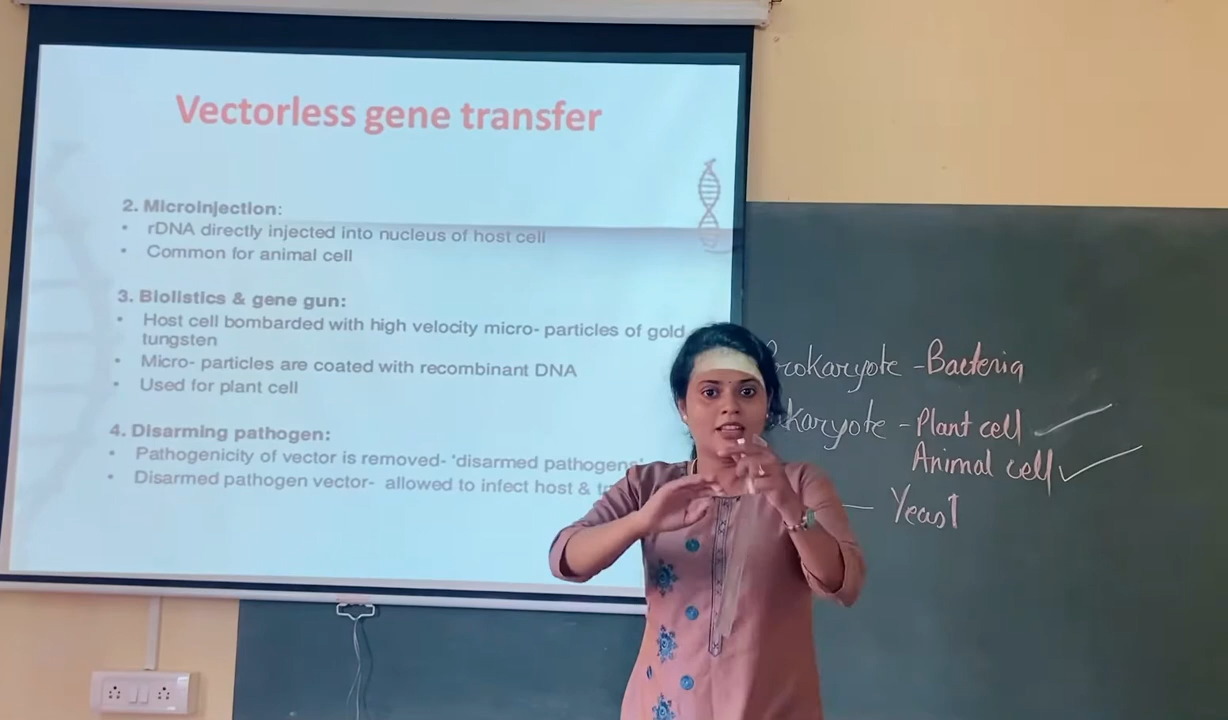 Vectorless gene transfer
2. Microinjection:
• rDNA directly injected into nucleus of host cell
• Common for animal cell
3. Biolistics & gene gun:
• Host cell bombarded with high velocity micro- particles of gold
tungsten
• Micro- particles are coated with recombinant DNA
• Used for plant cell
4. Disarming pathogen:
• Pathogenicity of vector is removed- 'disarmed pathogens'
• Disarmed pathogen vector- allowed to infect host &
Prokaryote - Bacteria
karyote - Plant cell ✓
Animal cell ✓
— Yeast